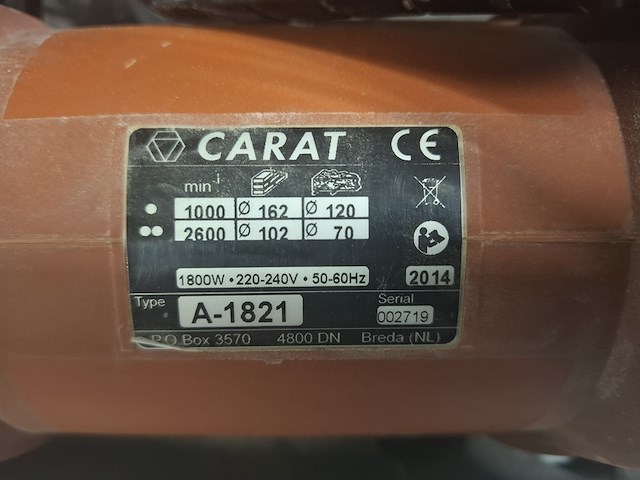 CARAT CE
min-1
1000 Ø 162 Ø 120
2600 Ø 102 Ø 70
1800W • 220-240V • 50-60Hz 2014
Type A-1821 Serial
002719
P.O.Box 3570 4800 DN Breda (NL)